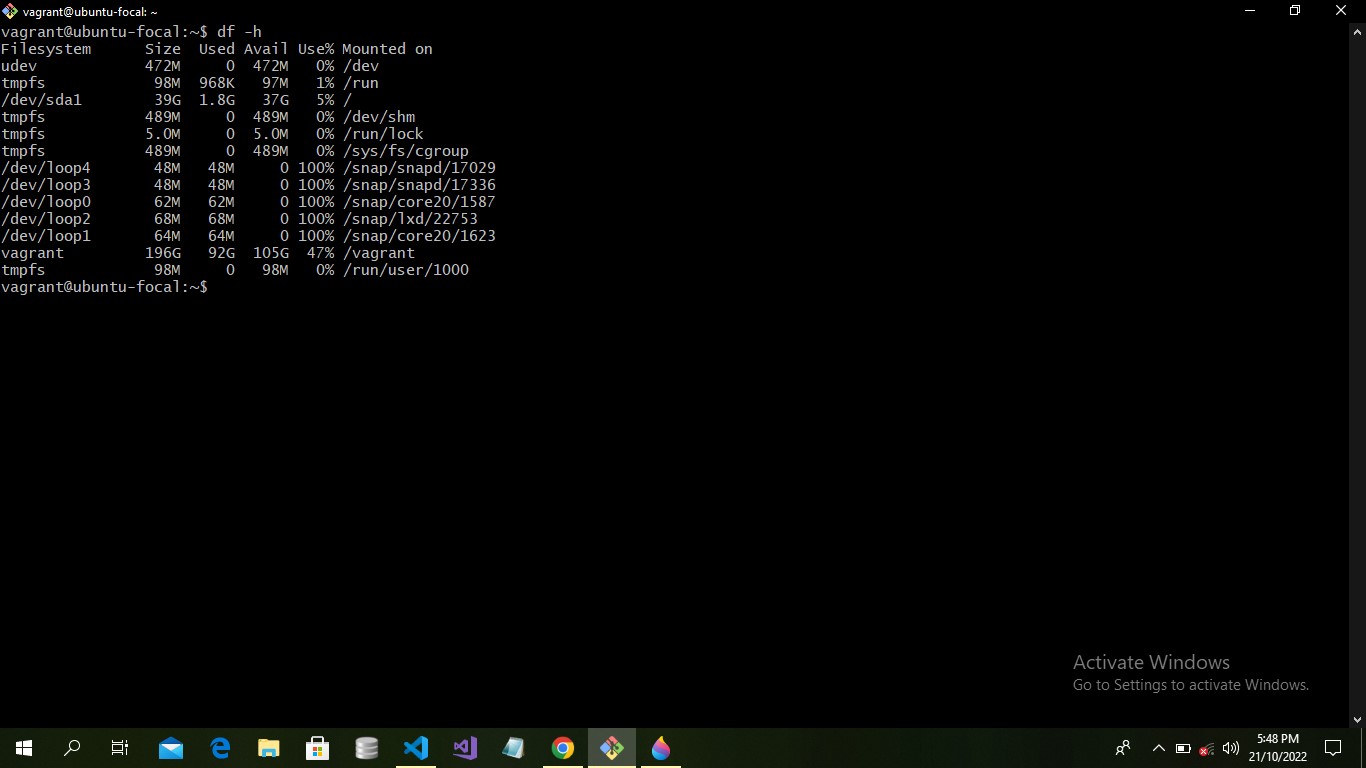 vagrant@ubuntu-focal: ~
vagrant@ubuntu-focal:~$ df -h
Filesystem      Size  Used Avail Use% Mounted on
udev            472M     0  472M   0% /dev
tmpfs            98M  968K   97M   1% /run
/dev/sda1        39G  1.8G   37G   5% /
tmpfs           489M     0  489M   0% /dev/shm
tmpfs           5.0M     0  5.0M   0% /run/lock
tmpfs           489M     0  489M   0% /sys/fs/cgroup
/dev/loop4       48M   48M     0 100% /snap/snapd/17029
/dev/loop3       48M   48M     0 100% /snap/snapd/17336
/dev/loop0       62M   62M     0 100% /snap/core20/1587
/dev/loop2       68M   68M     0 100% /snap/lxd/22753
/dev/loop1       64M   64M     0 100% /snap/core20/1623
vagrant         196G   92G  105G  47% /vagrant
tmpfs            98M     0   98M   0% /run/user/1000
vagrant@ubuntu-focal:~$
Activate Windows
Go to Settings to activate Windows.
5:48 PM
21/10/2022